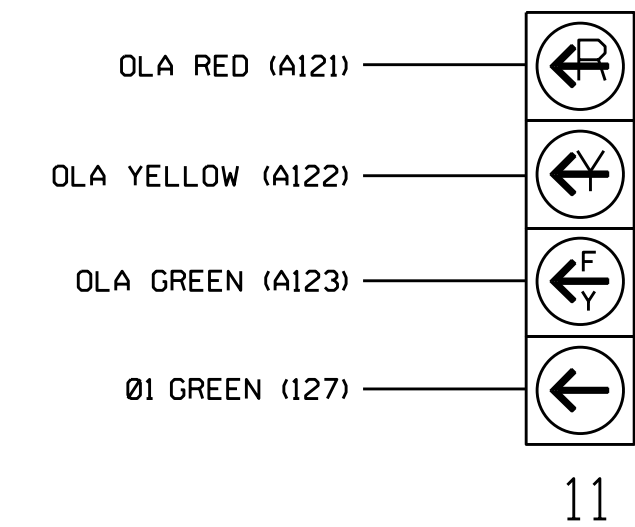 OLA RED (A121)
R
OLA YELLOW (A122)
Y
OLA GREEN (A123)
F
Y
Ø1 GREEN (127)
11